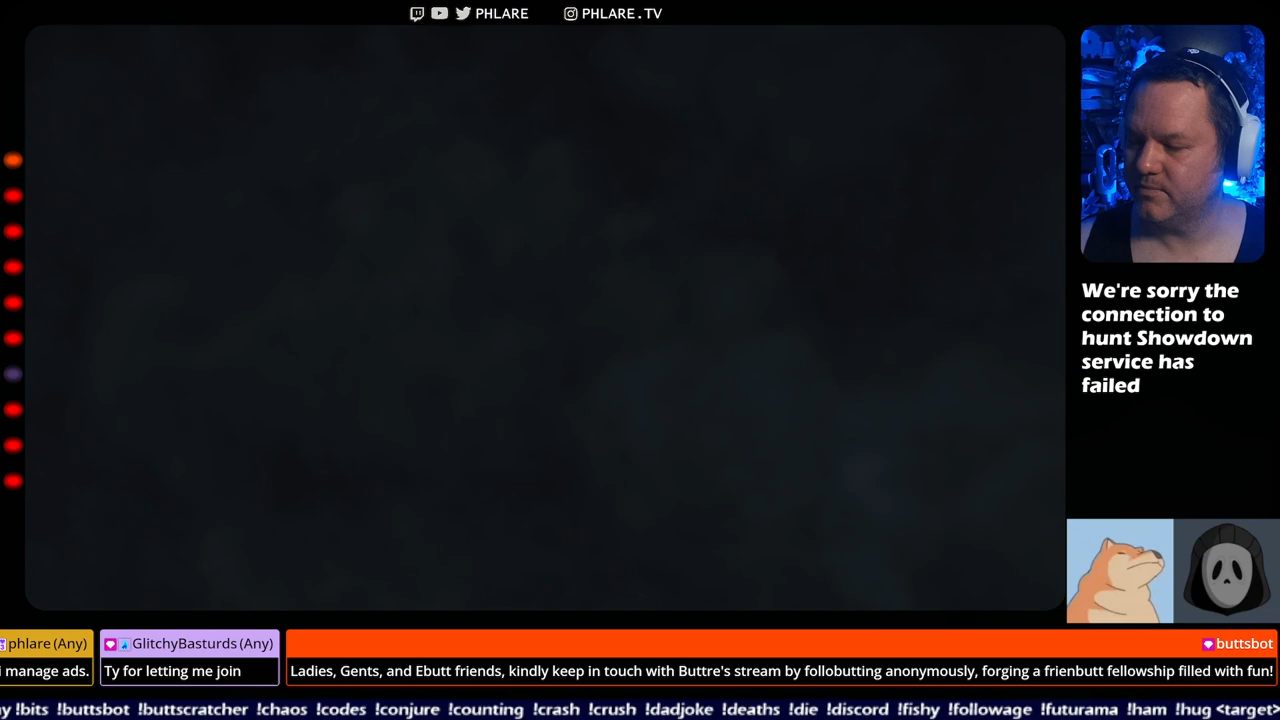 PHLARE PHLARE.TV
We're sorry the
connection to
hunt Showdown
service has
failed
phlare (Any) GlitchyBasturds (Any) buttsbot
manage ads. Ty for letting me join Ladies, Gents, and Ebutt friends, kindly keep in touch with Buttre's stream by follobutting anonymously, forging a frienbutt fellowship filled with fun!
!bits !buttsbot !buttscratcher !chaos !codes !conjure !counting !crash !crush !dadjoke !deaths !die !discord !fishy !followage !futurama !ham !hug <target>